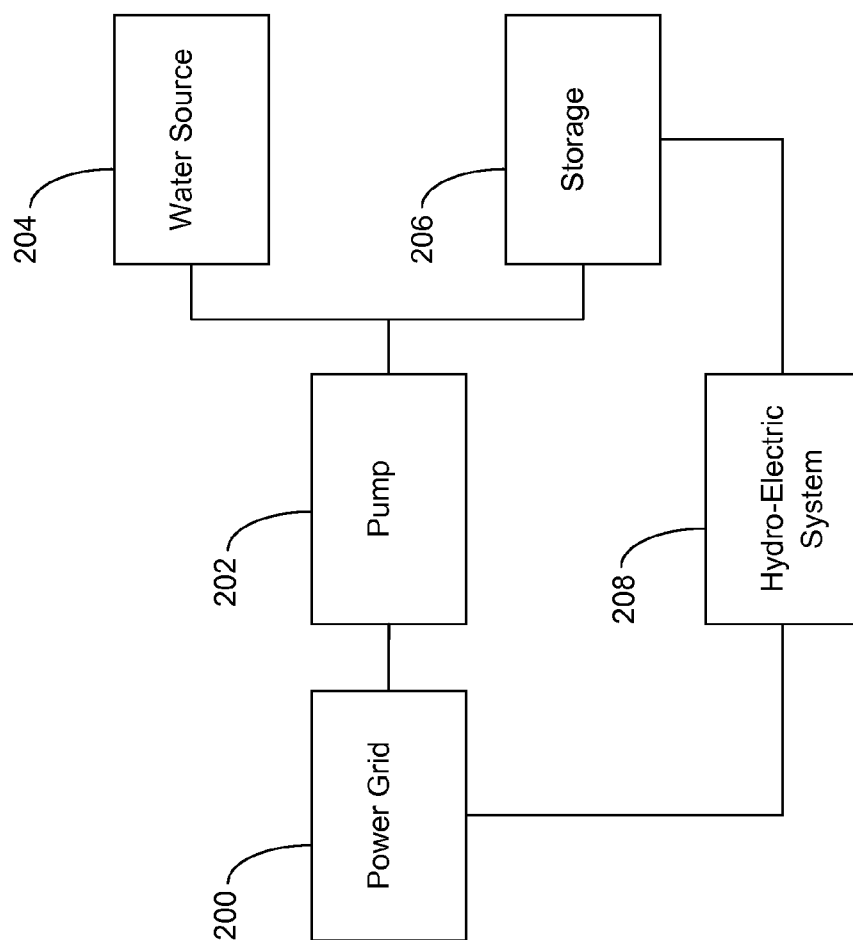 204
Water Source
206
Storage
202
Pump
208
Hydro-Electric
System
200
Power Grid